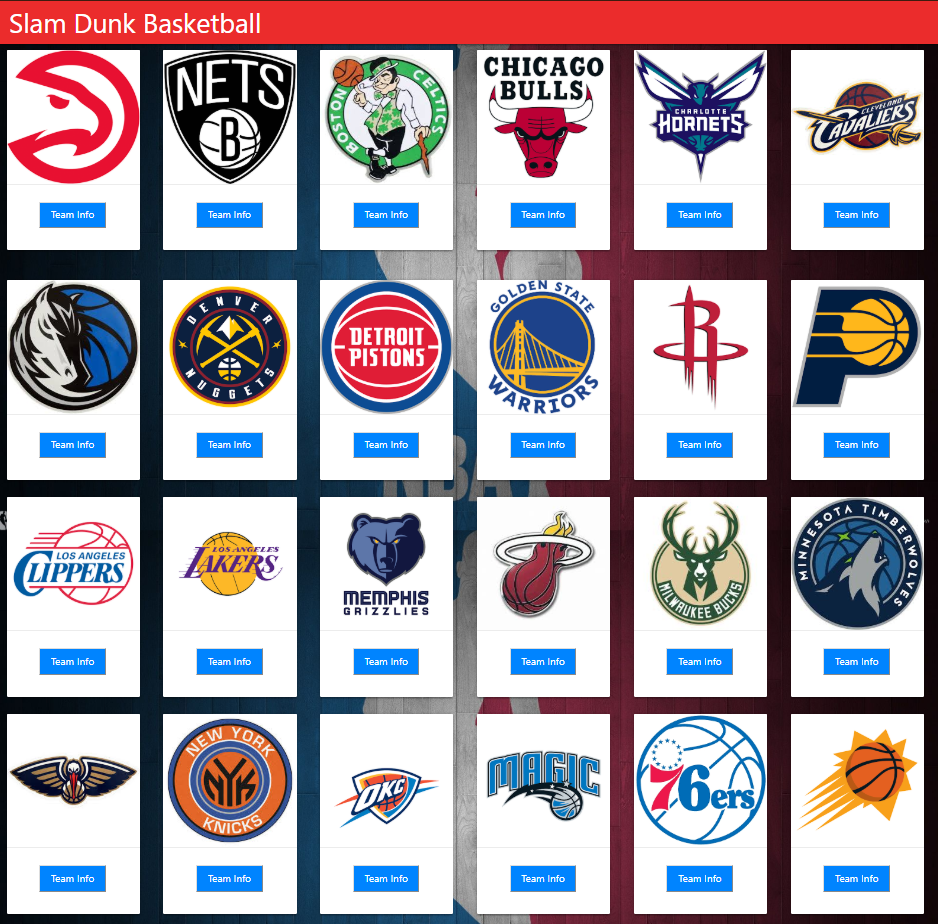 Slam Dunk Basketball
NETS
B
BOSTON CELTICS
CHICAGO
BULLS
CHARLOTTE
HORNETS
CLEVELAND
CAVALIERS
Team Info
Team Info
Team Info
Team Info
Team Info
Team Info
DENVER
NUGGETS
DETROIT
PISTONS
GOLDEN STATE
WARRIORS
R
P
NBA
Team Info
Team Info
Team Info
Team Info
Team Info
Team Info
LOS ANGELES
CLIPPERS
LOS ANGELES
LAKERS
MEMPHIS
GRIZZLIES
MILWAUKEE BUCKS
MINNESOTA TIMBERWOLVES
Team Info
Team Info
Team Info
Team Info
Team Info
Team Info
NEW YORK
NYK
KNICKS
OKC
MAGIC
76ers
Team Info
Team Info
Team Info
Team Info
Team Info
Team Info